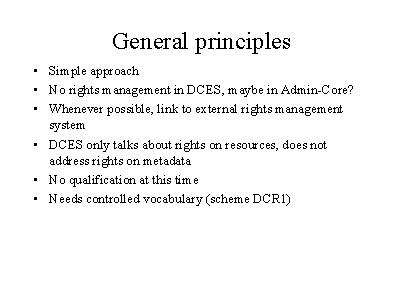 General principles
• Simple approach
• No rights management in DCES, maybe in Admin-Core?
• Whenever possible, link to external rights management
system
• DCES only talks about rights on resources, does not
address rights on metadata
• No qualification at this time
• Needs controlled vocabulary (scheme DCR1)